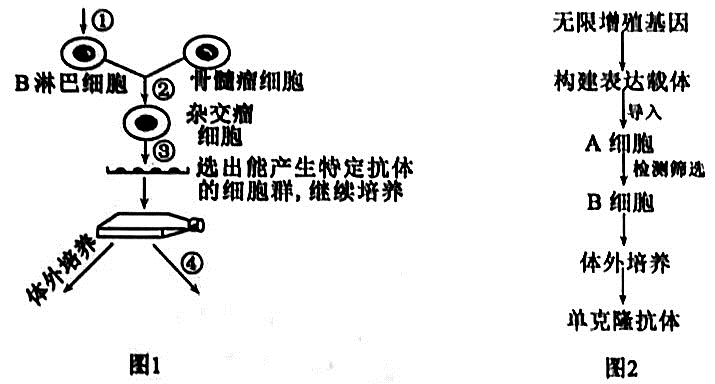 ①
B淋巴细胞
骨髓瘤细胞
②
杂交瘤
细胞
③
选出能产生特定抗体
的细胞群,继续培养
体外培养
④
图1
无限增殖基因
构建表达载体
导入
A细胞
检测筛选
B细胞
体外培养
单克隆抗体
图2